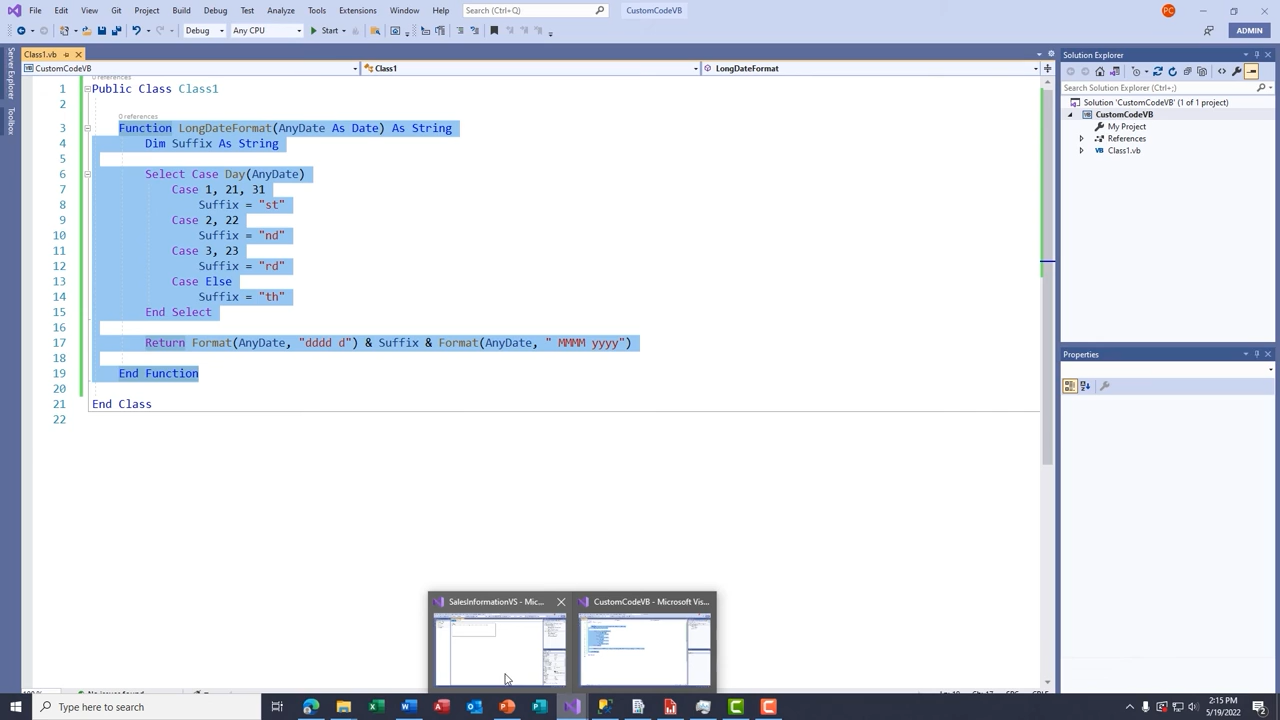 File Edit View Git Project Build Debug Test Analyze Tools Extensions Window Help Search (Ctrl+Q) CustomCodeVB PC
Debug Any CPU Start ADMIN
Class1.vb
Solution Explorer
CustomCodeVB Class1 LongDateFormat
Server Explorer
Toolbox
Search Solution Explorer (Ctrl+;)
Solution 'CustomCodeVB' (1 of 1 project)
CustomCodeVB
My Project
References
Class1.vb
0 references
1 Public Class Class1
2
0 references
3 Function LongDateFormat(AnyDate As Date) As String
4 Dim Suffix As String
5
6 Select Case Day(AnyDate)
7 Case 1, 21, 31
8 Suffix = "st"
9 Case 2, 22
10 Suffix = "nd"
11 Case 3, 23
12 Suffix = "rd"
13 Case Else
14 Suffix = "th"
15 End Select
16
17 Return Format(AnyDate, "dddd d") & Suffix & Format(AnyDate, " MMMM yyyy")
18
19 End Function
20
21 End Class
22
Properties
SalesInformationVS - Mic...
CustomCodeVB - Microsoft Vis...
Type here to search
2:15 PM
5/19/2022